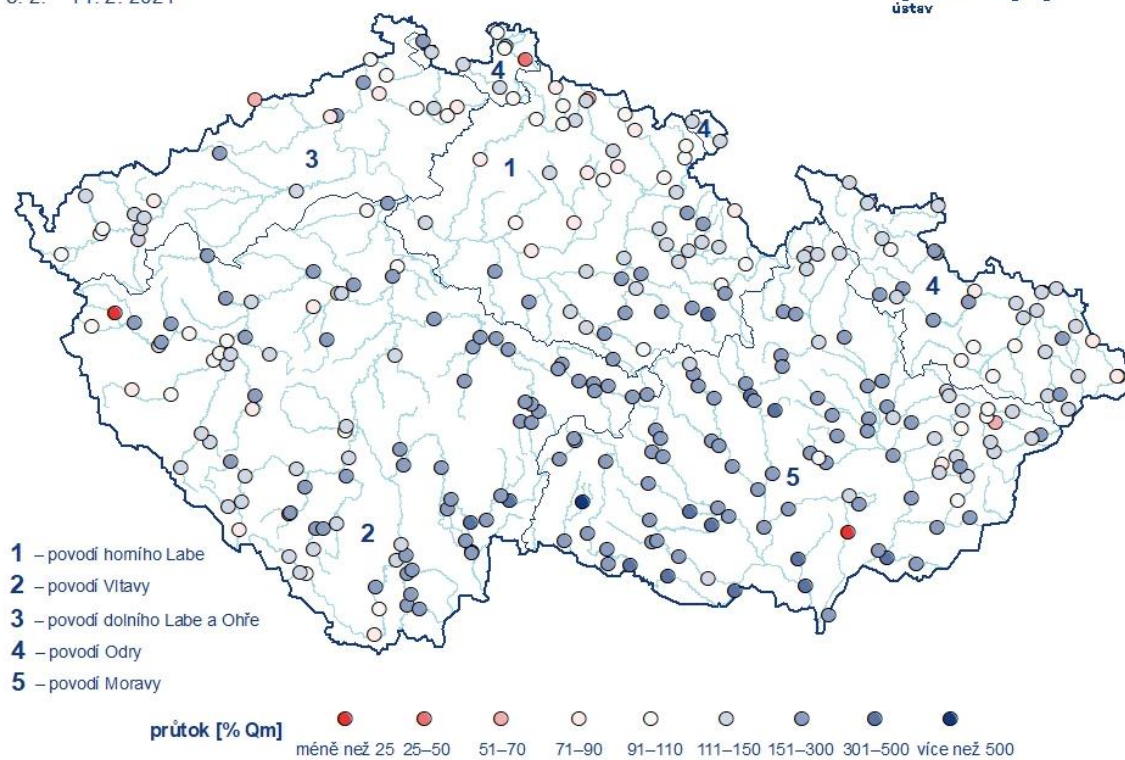 ústav
4
4
3
1
4
5
2
1 – povodí horního Labe
2 – povodí Vltavy
3 – povodí dolního Labe a Ohře
4 – povodí Odry
5 – povodí Moravy
průtok [% Qm]
méně než 25 25–50 51–70 71–90 91–110 111–150 151–300 301–500 více než 500